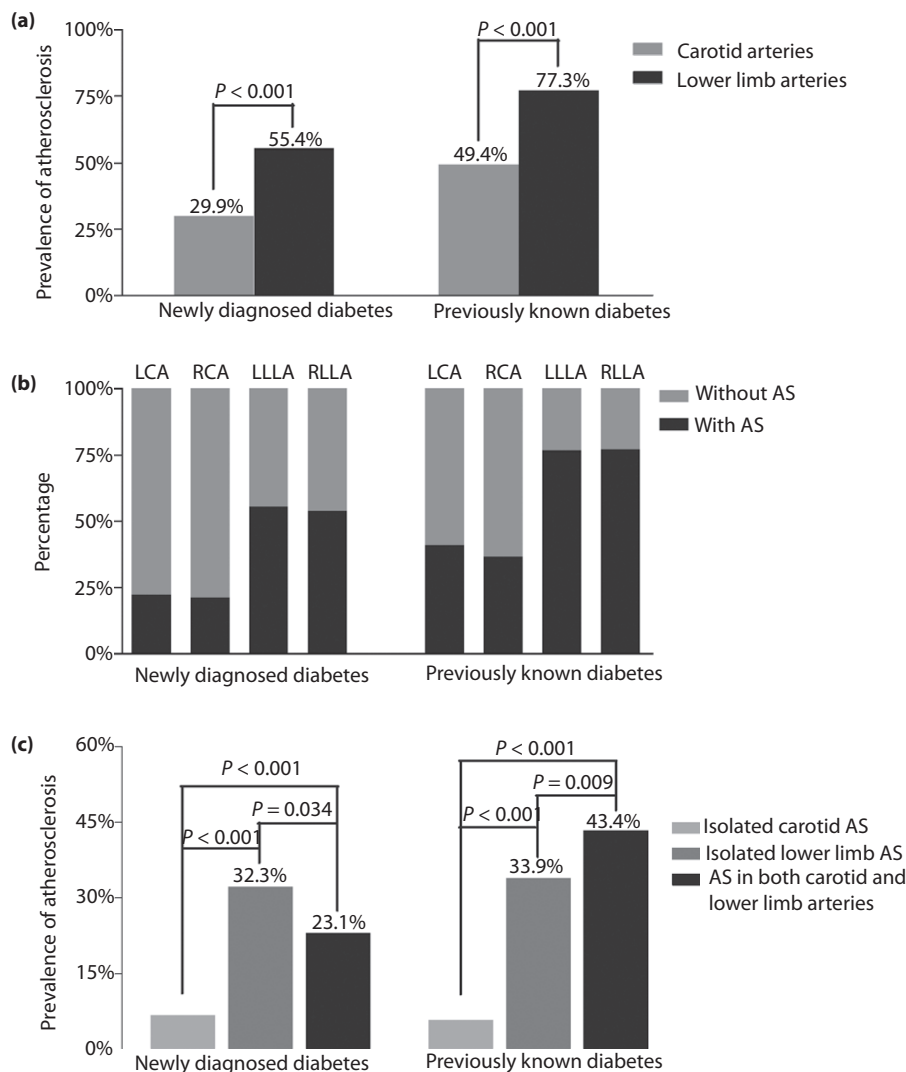 (a)
100%
75%
50%
25%
0%
Prevalence of atherosclerosis
P < 0.001
29.9%
55.4%
P < 0.001
49.4%
77.3%
Newly diagnosed diabetes
Previously known diabetes
Carotid arteries
Lower limb arteries
(b)
LCA RCA LLLA RLLA
LCA RCA LLLA RLLA
100%
75%
50%
25%
0%
Percentage
Newly diagnosed diabetes
Previously known diabetes
Without AS
With AS
(c)
60%
45%
30%
15%
0%
Prevalence of atherosclerosis
P < 0.001
P = 0.034
P < 0.001
32.3%
23.1%
P < 0.001
P = 0.009
P < 0.001
33.9%
43.4%
Newly diagnosed diabetes
Previously known diabetes
Isolated carotid AS
Isolated lower limb AS
AS in both carotid and
lower limb arteries